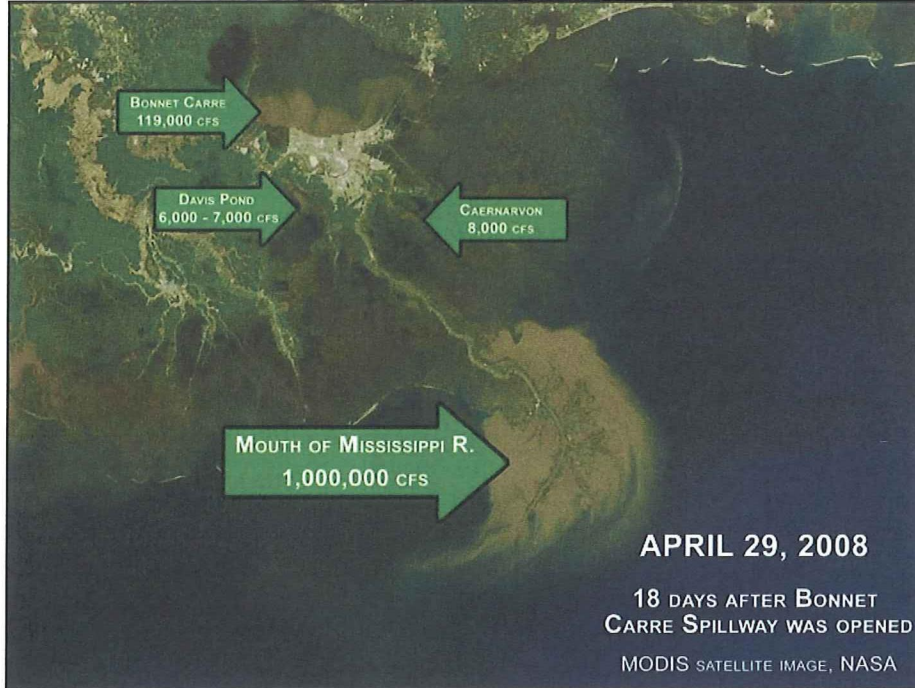 BONNET CARRE
119,000 CFS
DAVIS POND
6,000 - 7,000 CFS
CAERNARVON
8,000 CFS
MOUTH OF MISSISSIPPI R.
1,000,000 CFS
APRIL 29, 2008
18 DAYS AFTER BONNET
CARRE SPILLWAY WAS OPENED
MODIS SATELLITE IMAGE, NASA